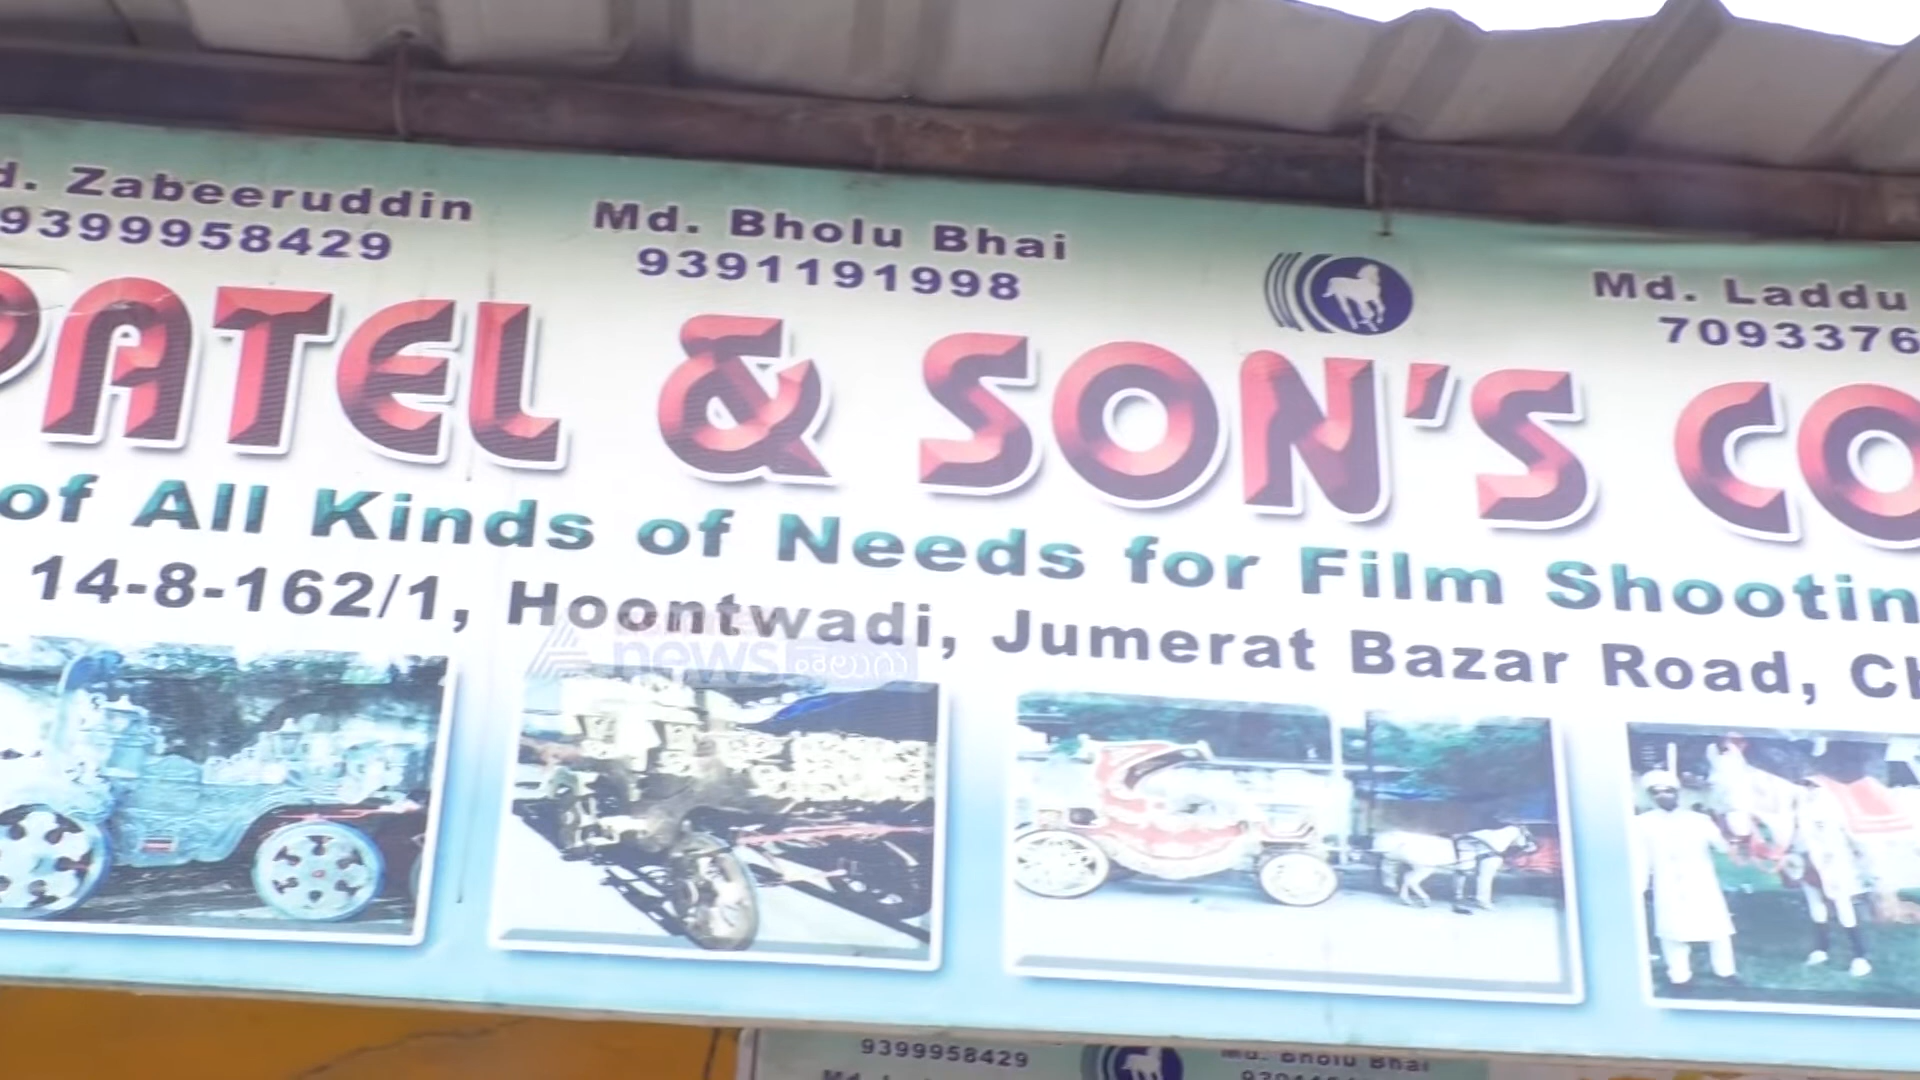 d. Zabeeruddin
9399958429
Md. Bholu Bhai
9391191998
Md. Laddu
7093376
PATEL & SON'S CO
of All Kinds of Needs for Film Shootin
14-8-162/1, Hoontwadi, Jumerat Bazar Road, Ch
news తెలుగు
9399958429
Md. Bholu Bhai